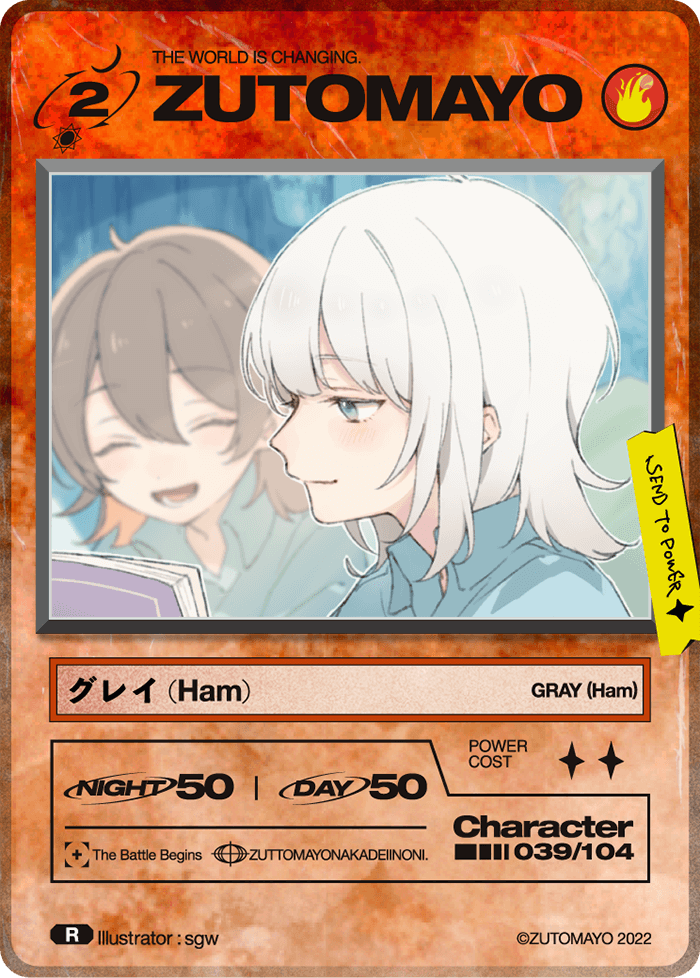 THE WORLD IS CHANGING.
2 ZUTOMAYO
SEND TO POWER
グレイ（Ham） GRAY (Ham)
POWER
COST
NIGHT 50 | DAY 50
Character
039/104
The Battle Begins ZUTTOMAYONAKADEIINONI.
R Illustrator : sgw ©ZUTOMAYO 2022